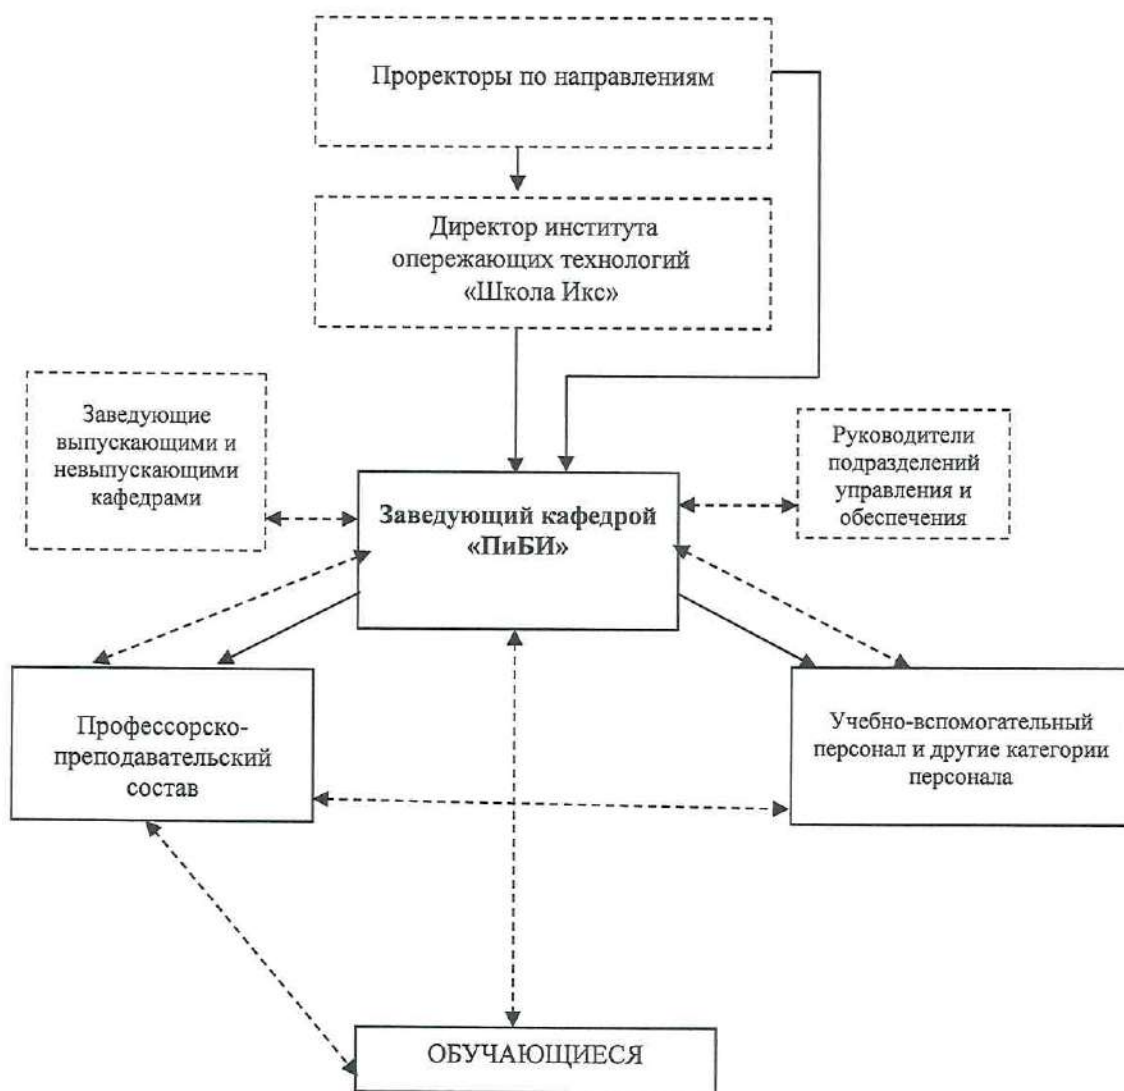 Проректоры по направлениям
Директор института
опережающих технологий
«Школа Икс»
Заведующие
выпускающими и
невыпускающими
кафедрами
Руководители
подразделений
управления и
обеспечения
Заведующий кафедрой
«ПиБИ»
Профессорско-
преподавательский
состав
Учебно-вспомогательный
персонал и другие категории
персонала
ОБУЧАЮЩИЕСЯ